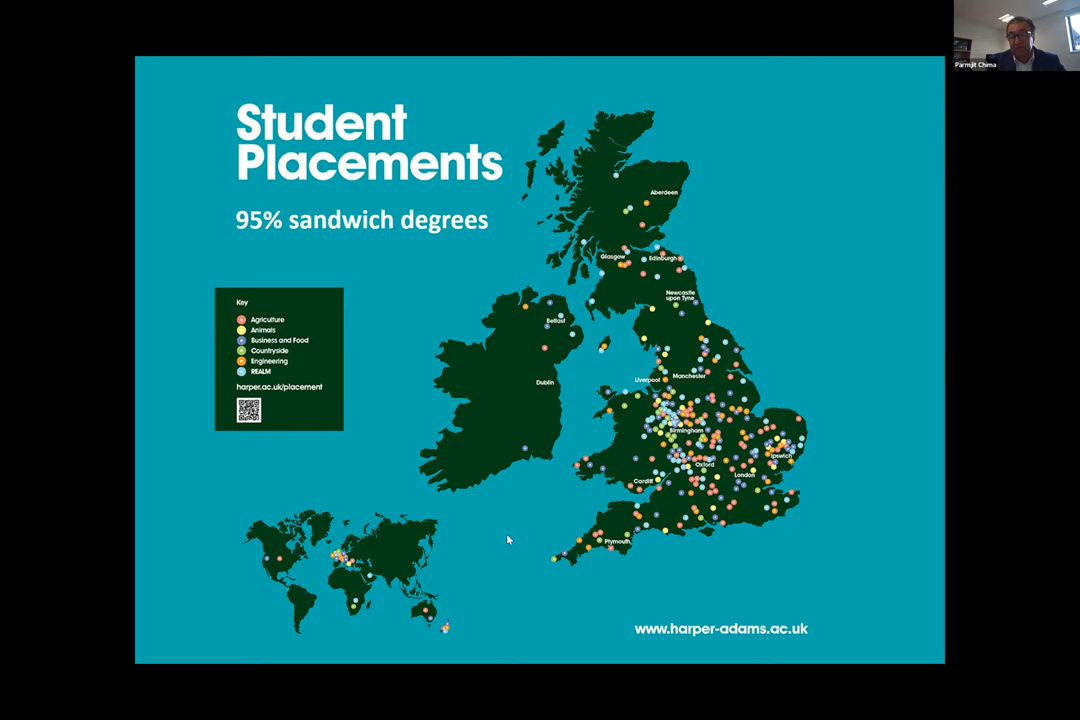 Parmjit Chima
Student
Placements
95% sandwich degrees
Aberdeen
Glasgow
Edinburgh
Newcastle
upon Tyne
Belfast
Key
Agriculture
Animals
Business and Food
Countryside
Engineering
REALM
harper.ac.uk/placement
Dublin
Liverpool
Manchester
Birmingham
Ipswich
Oxford
London
Cardiff
Plymouth
www.harper-adams.ac.uk